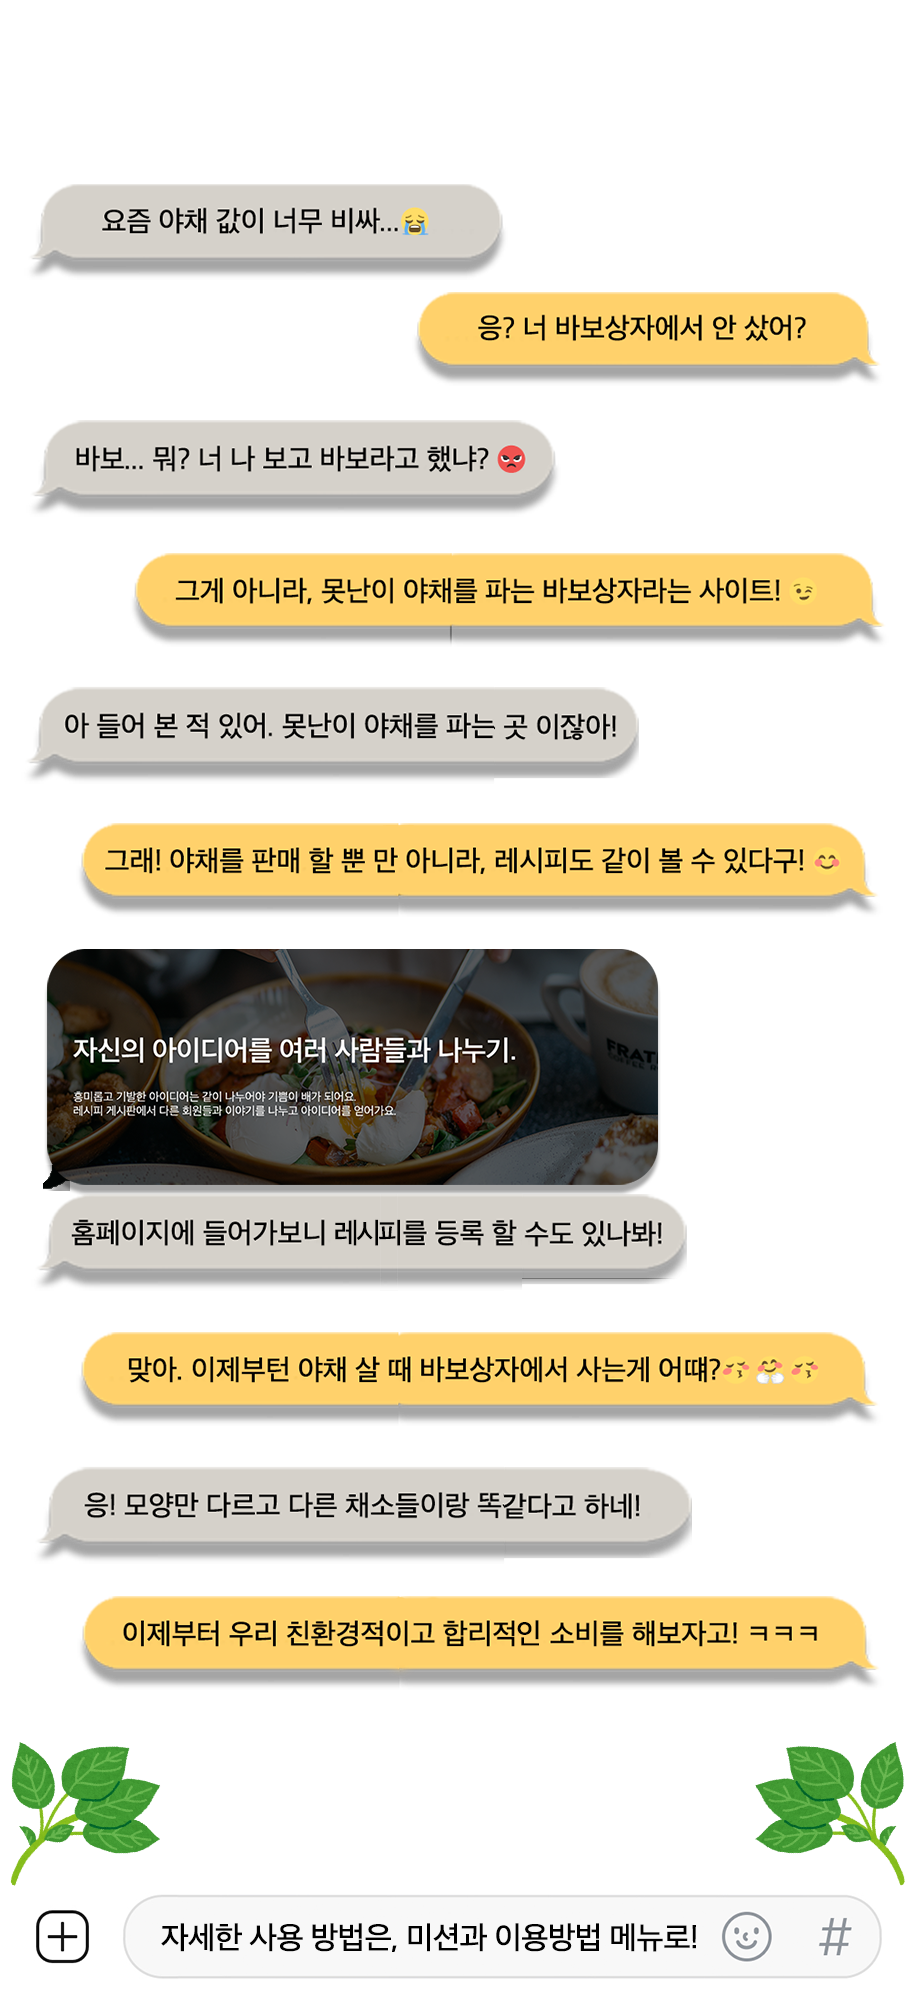 요즘 야채 값이 너무 비싸...😭
응? 너 바보상자에서 안 샀어?
바보... 뭐? 너 나 보고 바보라고 했냐? 😡
그게 아니라, 못난이 야채를 파는 바보상자라는 사이트! 😉
아 들어 본 적 있어. 못난이 야채를 파는 곳 이잖아!
그래! 야채를 판매 할 뿐 만 아니라, 레시피도 같이 볼 수 있다구! 😊
자신의 아이디어를 여러 사람들과 나누기.
흥미롭고 기발한 아이디어는 같이 나누어야 기쁨이 배가 되어요.
레시피 게시판에서 다른 회원들과 이야기를 나누고 아이디어를 얻어가요.
FRAT
홈페이지에 들어가보니 레시피를 등록 할 수도 있나봐!
맞아. 이제부턴 야채 살 때 바보상자에서 사는게 어떄?😚🤗😚
응! 모양만 다르고 다른 채소들이랑 똑같다고 하네!
이제부터 우리 친환경적이고 합리적인 소비를 해보자고! ㅋㅋㅋ
자세한 사용 방법은, 미션과 이용방법 메뉴로! #